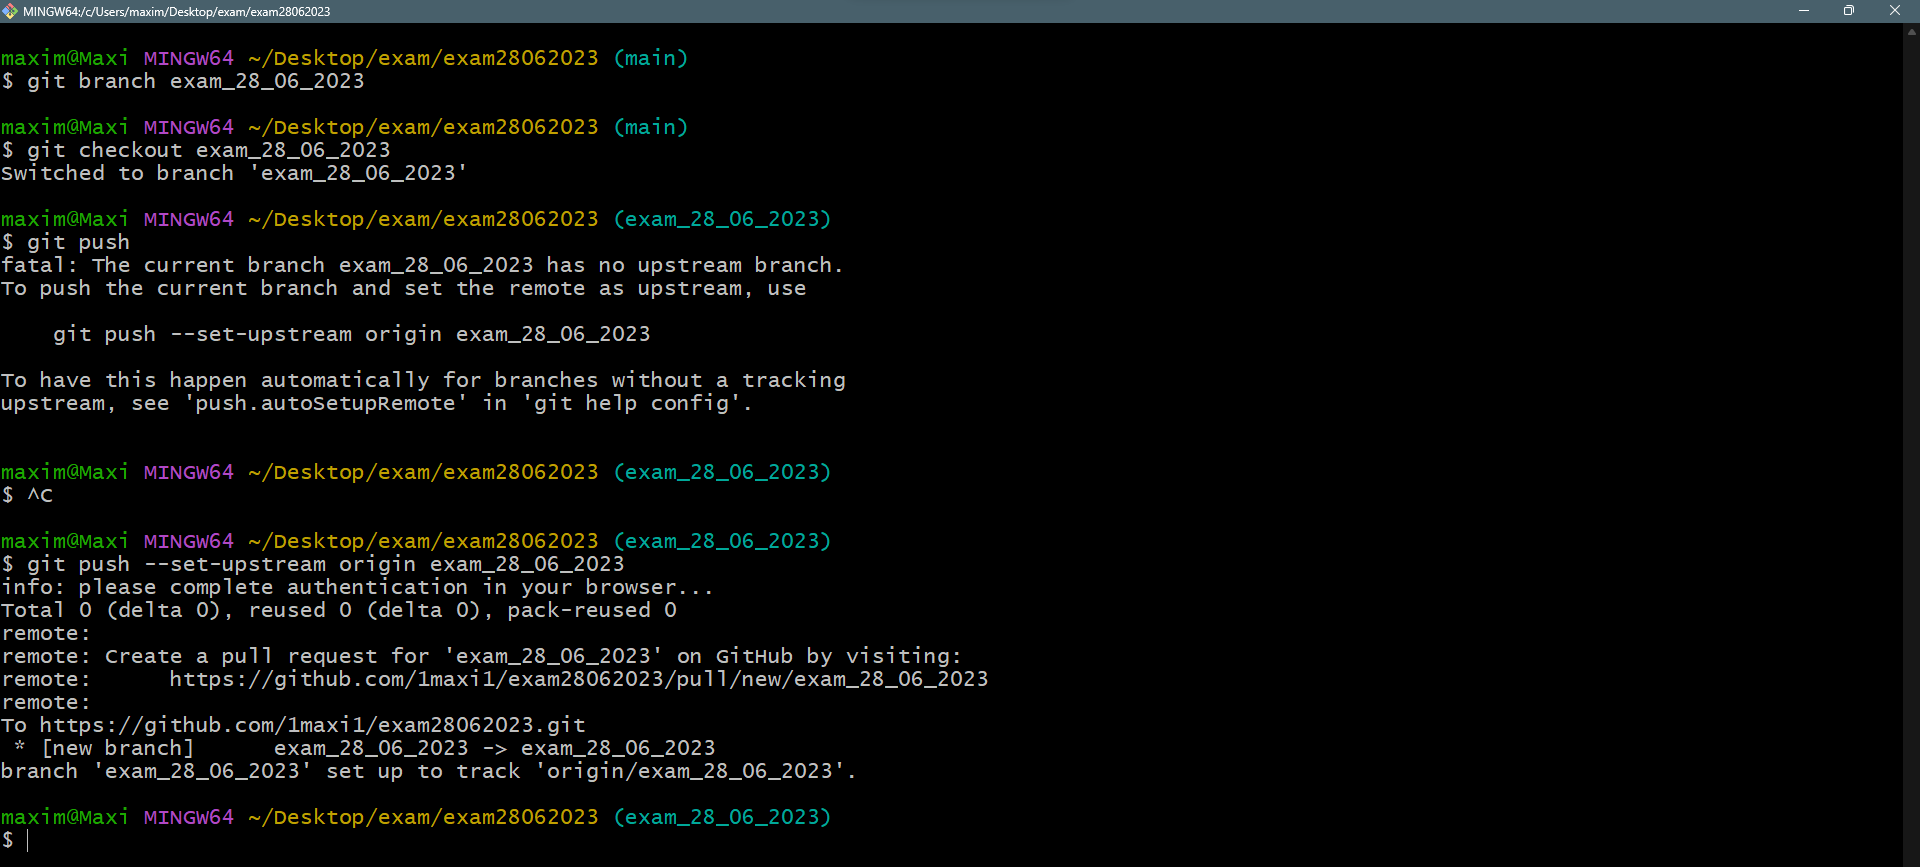 MINGW64:/c/Users/maxim/Desktop/exam/exam28062023
maxim@Maxi MINGW64 ~/Desktop/exam/exam28062023 (main)
$ git branch exam_28_06_2023
maxim@Maxi MINGW64 ~/Desktop/exam/exam28062023 (main)
$ git checkout exam_28_06_2023
Switched to branch 'exam_28_06_2023'
maxim@Maxi MINGW64 ~/Desktop/exam/exam28062023 (exam_28_06_2023)
$ git push
fatal: The current branch exam_28_06_2023 has no upstream branch.
To push the current branch and set the remote as upstream, use
git push --set-upstream origin exam_28_06_2023
To have this happen automatically for branches without a tracking
upstream, see 'push.autoSetupRemote' in 'git help config'.
maxim@Maxi MINGW64 ~/Desktop/exam/exam28062023 (exam_28_06_2023)
$ ^C
maxim@Maxi MINGW64 ~/Desktop/exam/exam28062023 (exam_28_06_2023)
$ git push --set-upstream origin exam_28_06_2023
info: please complete authentication in your browser...
Total 0 (delta 0), reused 0 (delta 0), pack-reused 0
remote:
remote: Create a pull request for 'exam_28_06_2023' on GitHub by visiting:
remote:      https://github.com/1maxi1/exam28062023/pull/new/exam_28_06_2023
remote:
To https://github.com/1maxi1/exam28062023.git
 * [new branch]      exam_28_06_2023 -> exam_28_06_2023
branch 'exam_28_06_2023' set up to track 'origin/exam_28_06_2023'.
maxim@Maxi MINGW64 ~/Desktop/exam/exam28062023 (exam_28_06_2023)
$